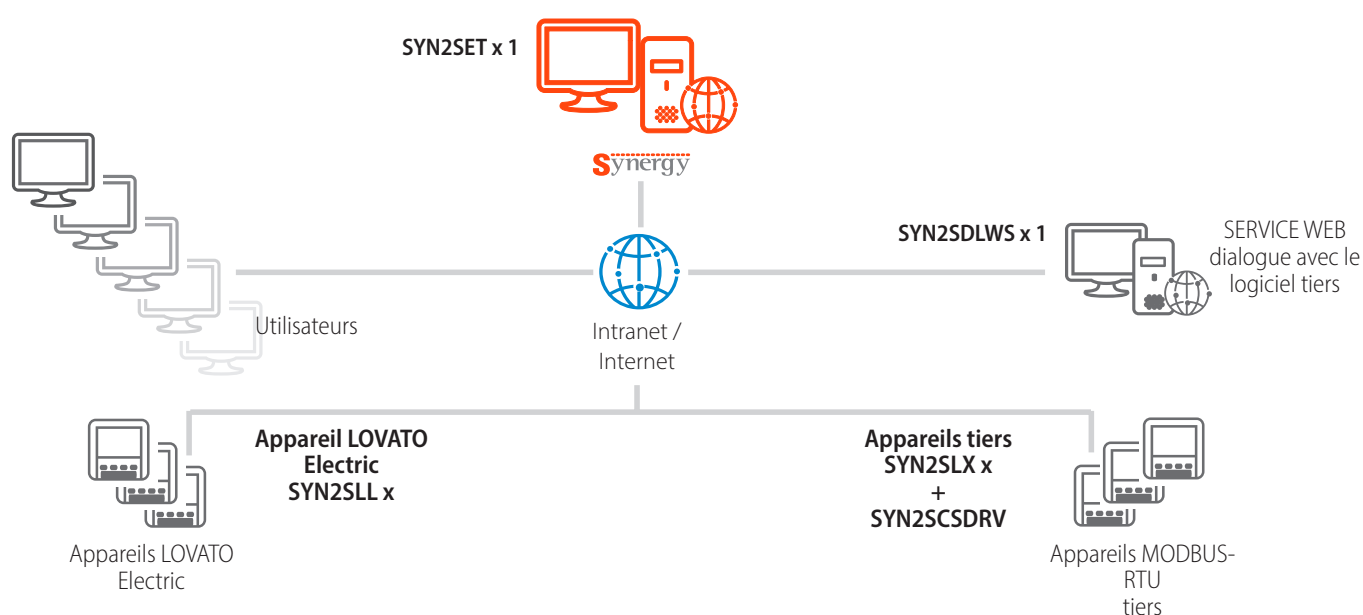 SYN2SET x 1
Synergy
SYN2SDLWS x 1
SERVICE WEB
dialogue avec le
logiciel tiers
Utilisateurs
Intranet /
Internet
Appareil LOVATO
Electric
SYN2SLL x
Appareils tiers
SYN2SLX x
+
SYN2SCSDRV
Appareils LOVATO
Electric
Appareils MODBUS-
RTU
tiers